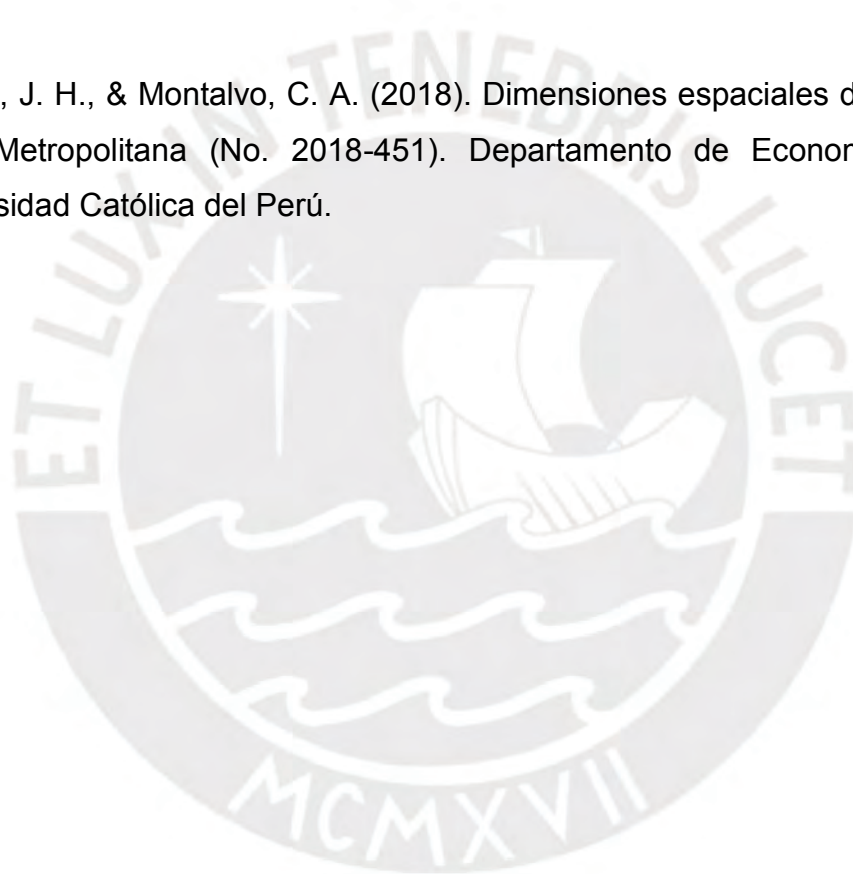 , J. H., & Montalvo, C. A. (2018). Dimensiones espaciales d
Metropolitana (No. 2018-451). Departamento de Econo
sidad Católica del Perú.
ET LUX IN TENEBRIS LUCET
MCMXVII